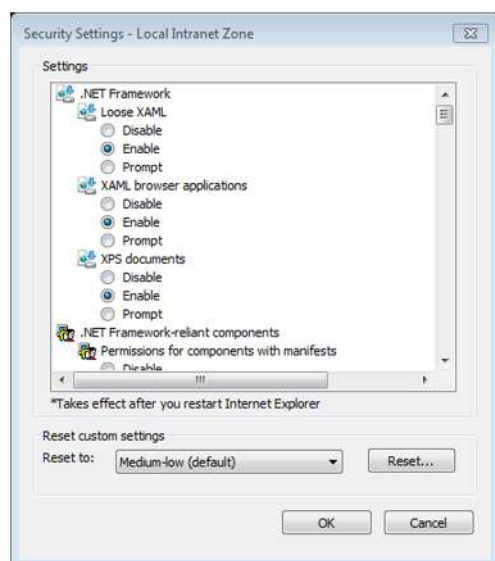 Security Settings - Local Intranet Zone
Settings
.NET Framework
Loose XAML
Disable
Enable
Prompt
XAML browser applications
Disable
Enable
Prompt
XPS documents
Disable
Enable
Prompt
.NET Framework-reliant components
Permissions for components with manifests
Disable
*Takes effect after you restart Internet Explorer
Reset custom settings
Reset to: Medium-low (default) Reset...
OK Cancel